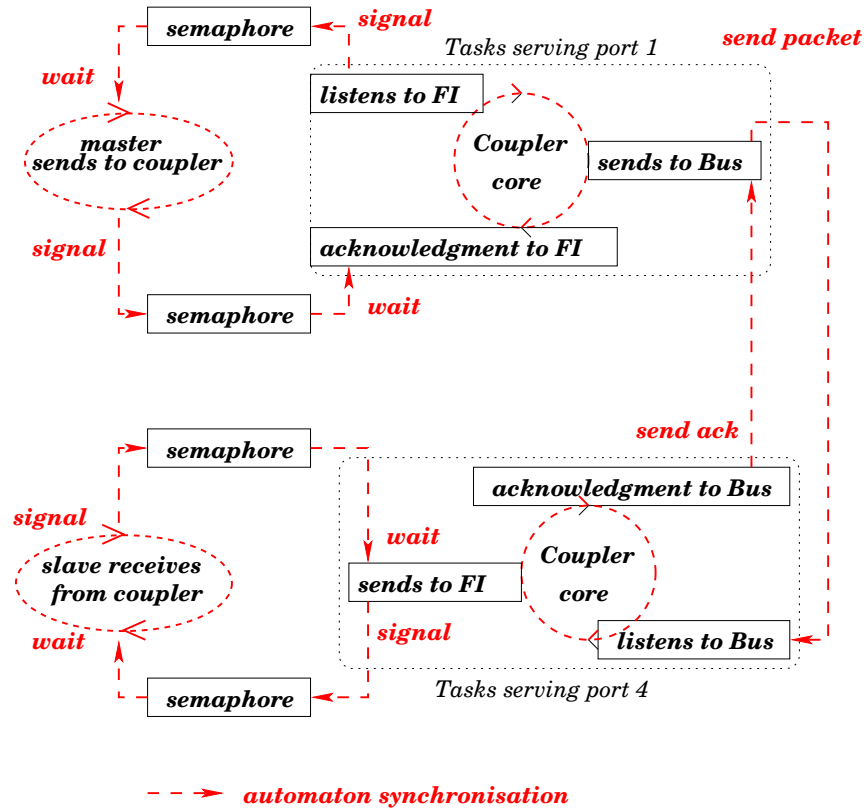 signal
semaphore
send packet
Tasks serving port 1
wait
listens to FI
master
sends to coupler
Coupler
core
sends to Bus
signal
acknowledgment to FI
semaphore
wait
send ack
semaphore
acknowledgment to Bus
signal
wait
slave receives
from coupler
Coupler
core
sends to FI
wait
signal
listens to Bus
semaphore
Tasks serving port 4
automaton synchronisation